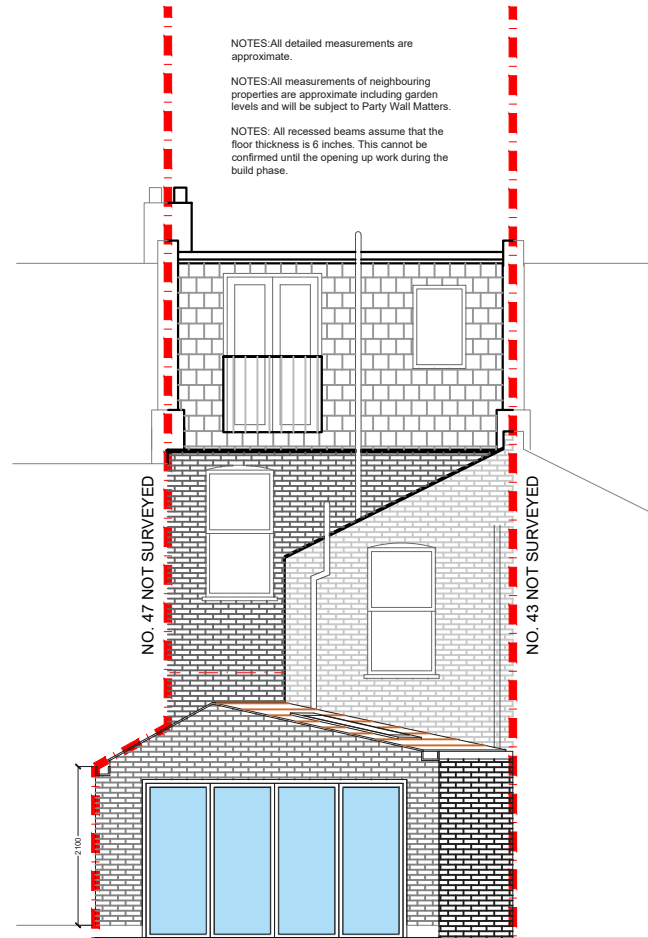 NOTES:All detailed measurements are
approximate.
NOTES:All measurements of neighbouring
properties are approximate including garden
levels and will be subject to Party Wall Matters.
NOTES: All recessed beams assume that the
floor thickness is 6 inches. This cannot be
confirmed until the opening up work during the
build phase.
NO. 47 NOT SURVEYED
NO. 43 NOT SURVEYED
2100